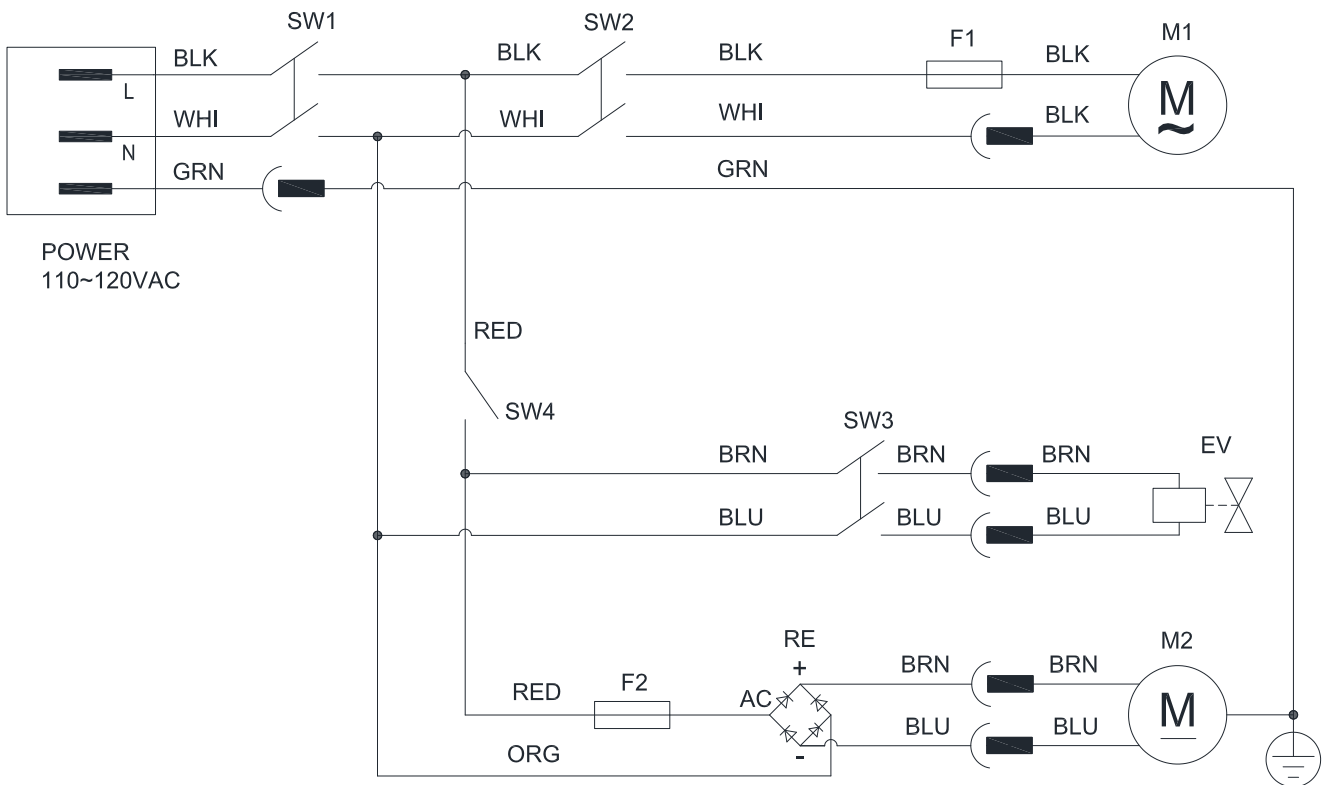 SW1
SW2
F1
M1
BLK
BLK
BLK
BLK
L
M
~
WHI
WHI
WHI
BLK
N
GRN
GRN
POWER
110~120VAC
RED
SW4
SW3
BRN
BRN
BRN
EV
BLU
BLU
BLU
RE
+
M2
BRN
BRN
RED
F2
AC
M
BLU
BLU
ORG
-